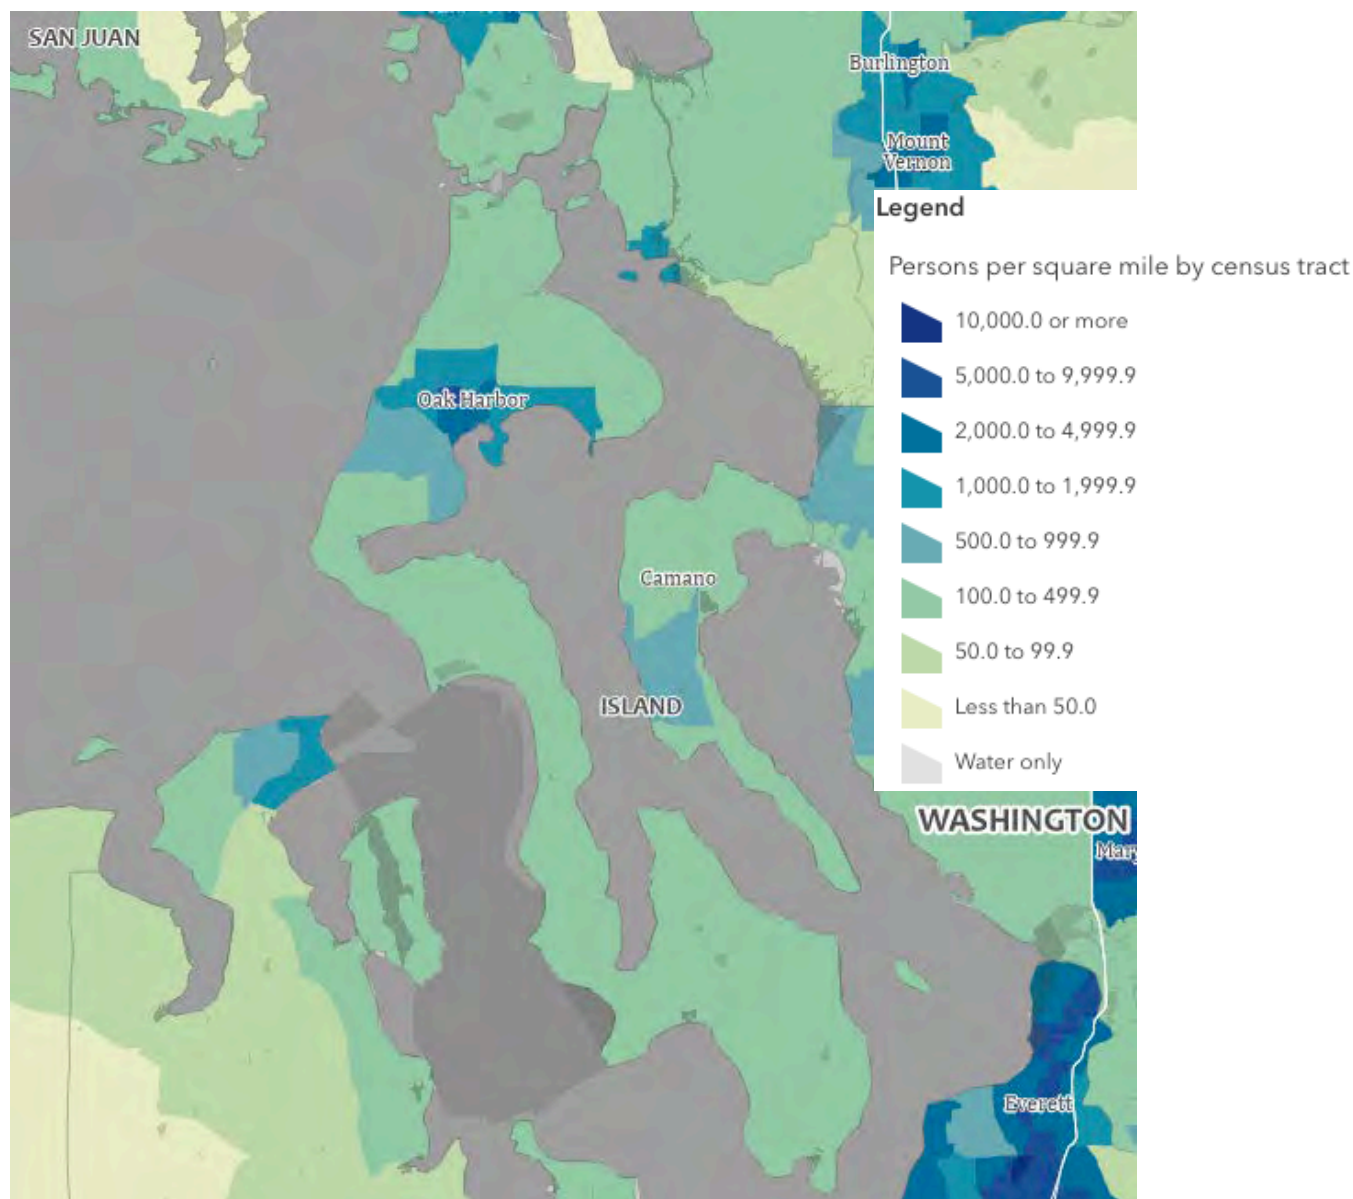 SAN JUAN
Burlington
Mount
Vernon
Legend
Persons per square mile by census tract
10,000.0 or more
5,000.0 to 9,999.9
2,000.0 to 4,999.9
1,000.0 to 1,999.9
500.0 to 999.9
100.0 to 499.9
50.0 to 99.9
Less than 50.0
Water only
Oak Harbor
Camano
ISLAND
WASHINGTON
Mary
Everett